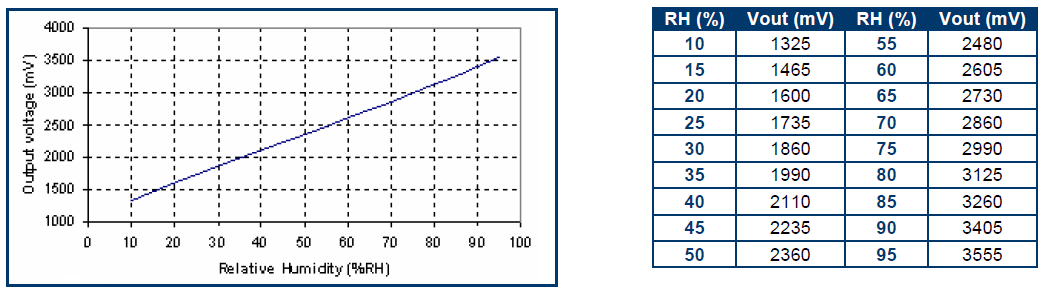 4000
3500
3000
2500
2000
1500
1000
Output voltage (mV)
0 10 20 30 40 50 60 70 80 90 100
Relative Humidity (%RH)
RH (%) Vout (mV) RH (%) Vout (mV)
10 1325 55 2480
15 1465 60 2605
20 1600 65 2730
25 1735 70 2860
30 1860 75 2990
35 1990 80 3125
40 2110 85 3260
45 2235 90 3405
50 2360 95 3555